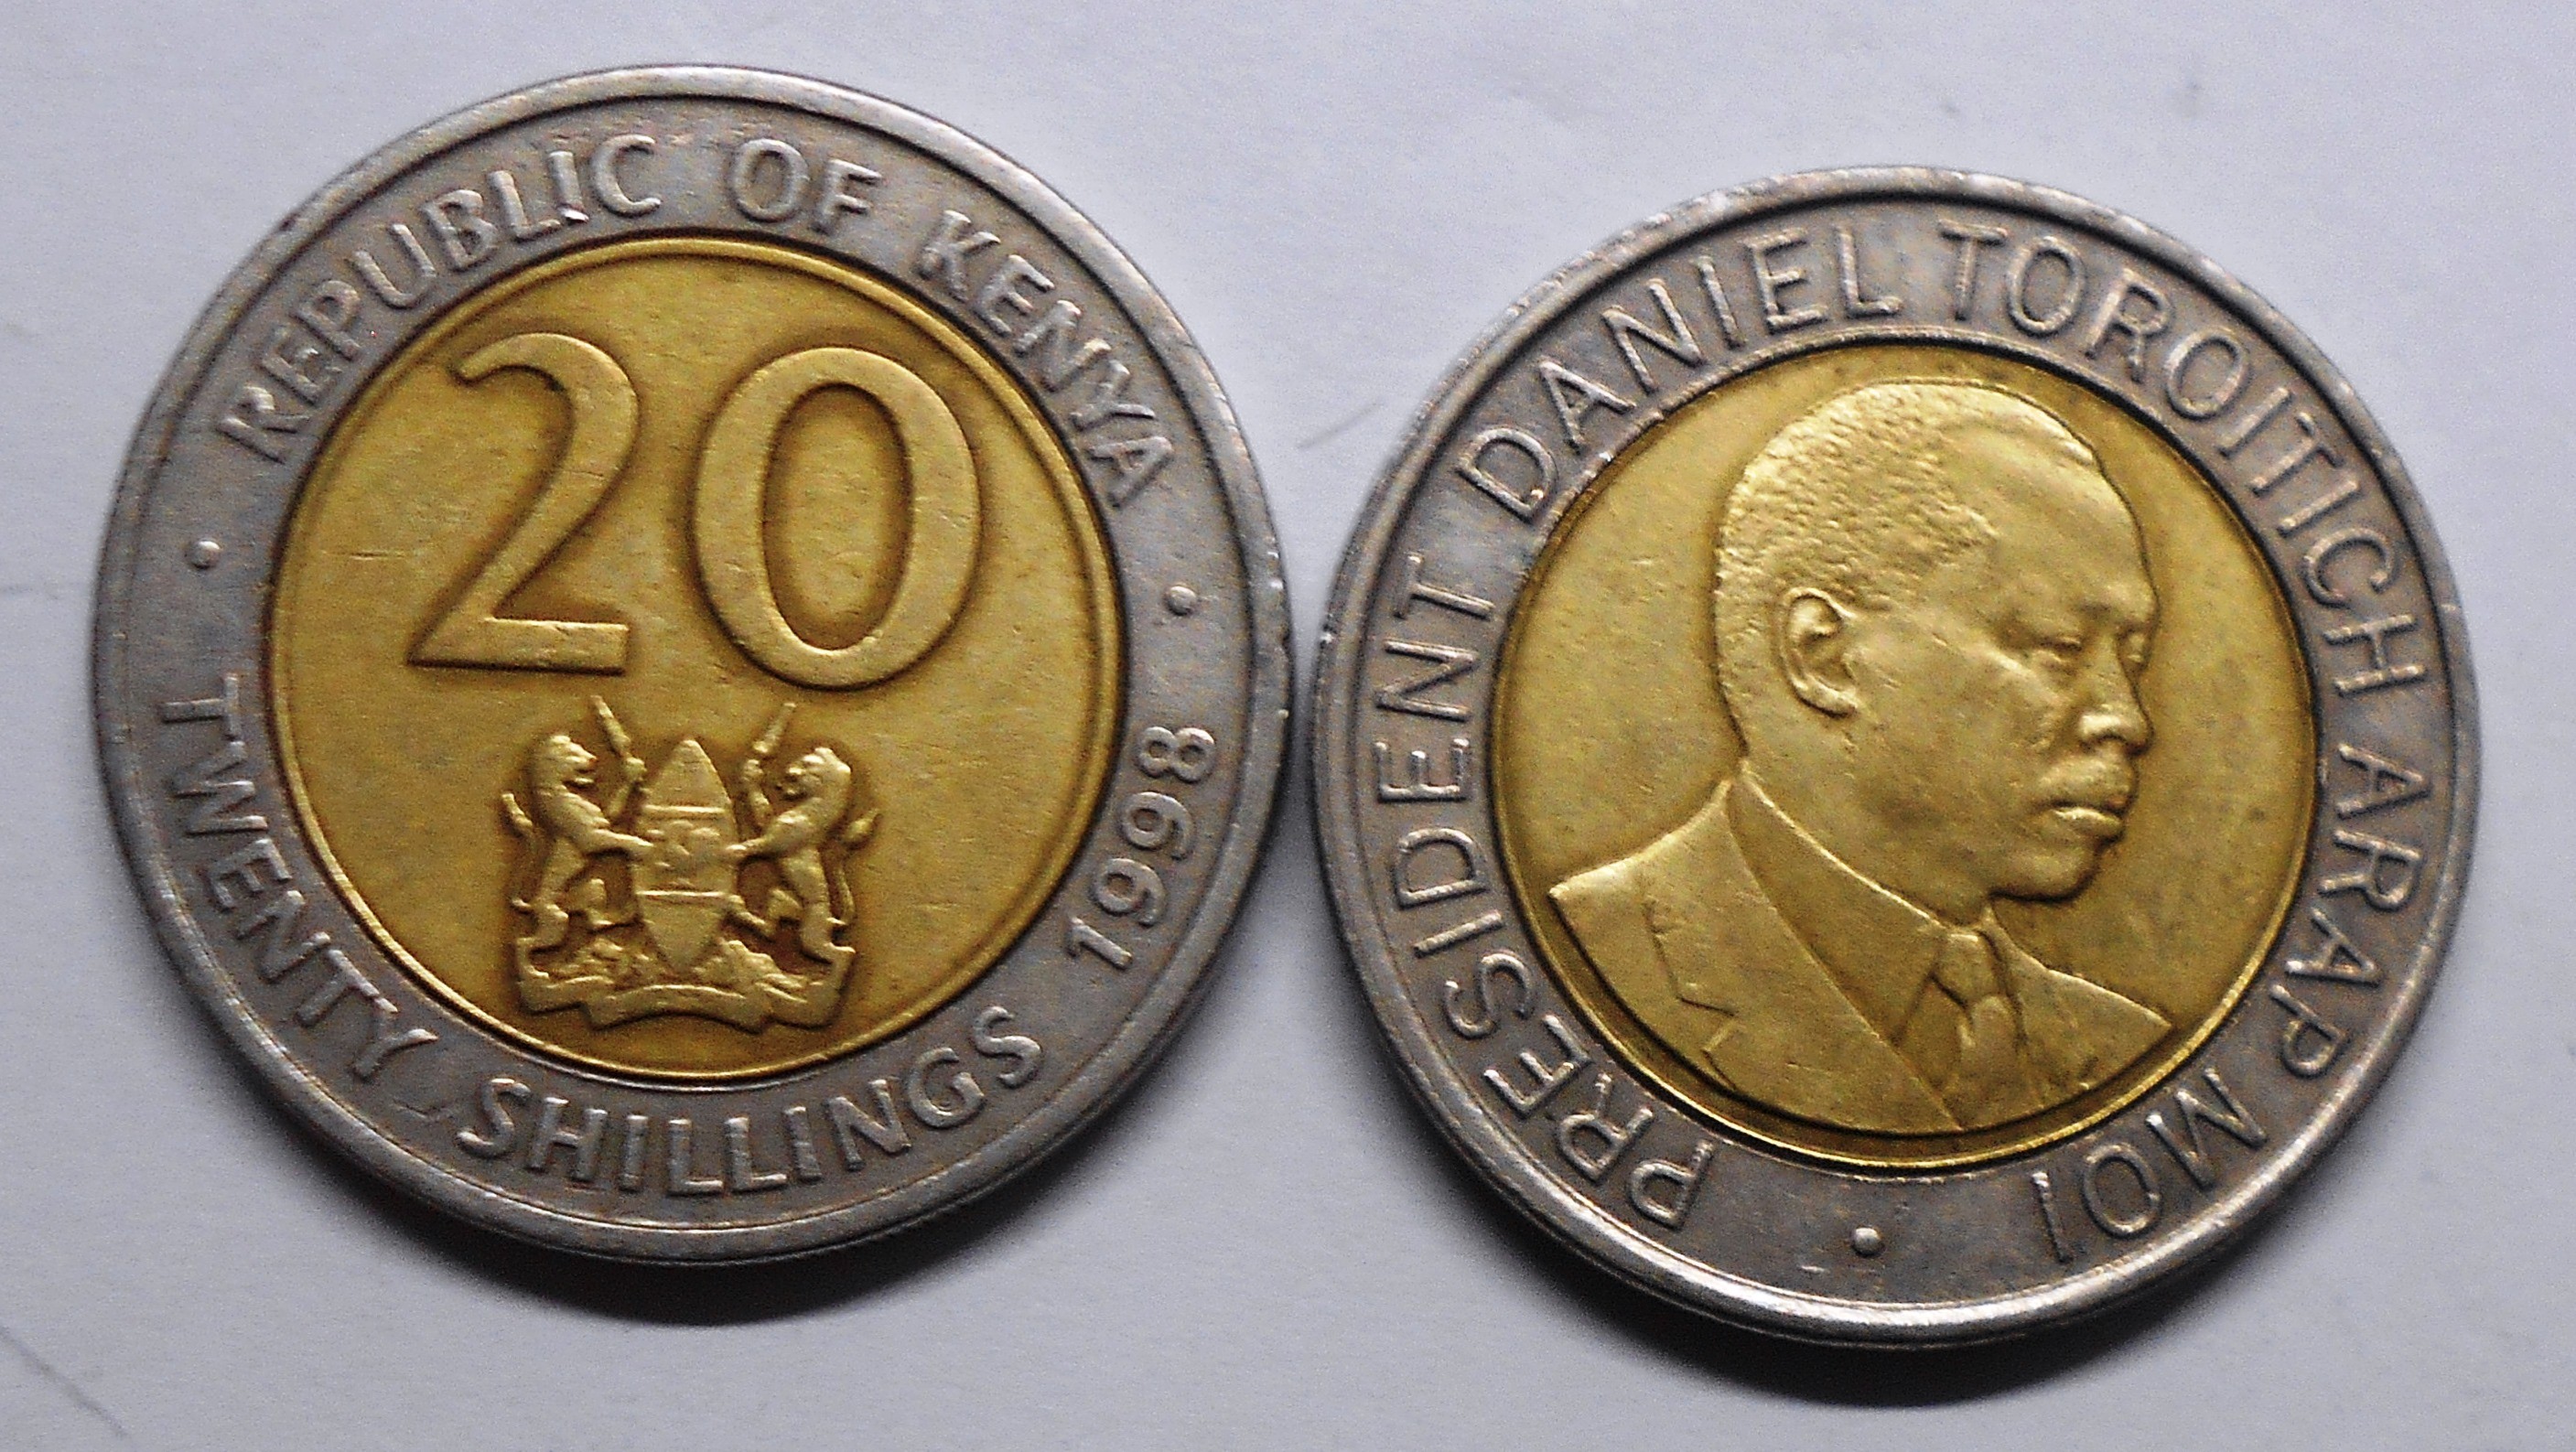 REPUBLIC OF KENYA
20
TWENTY SHILLINGS 1998
PRESIDENT DANIEL TOROITICH ARAP MOI